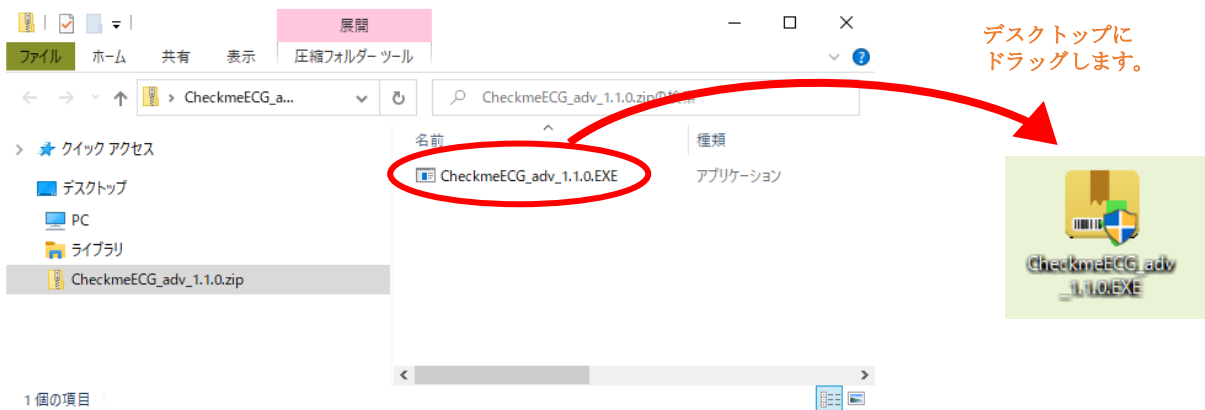 展開
ファイル ホーム 共有 表示 圧縮フォルダー ツール
CheckmeECG_a...
CheckmeECG_adv_1.1.0.zipの検索
デスクトップに
ドラッグします。
クイック アクセス
デスクトップ
PC
ライブラリ
CheckmeECG_adv_1.1.0.zip
名前 種類
CheckmeECG_adv_1.1.0.EXE アプリケーション
CheckmeECG_adv
_1.1.0.EXE
1 個の項目